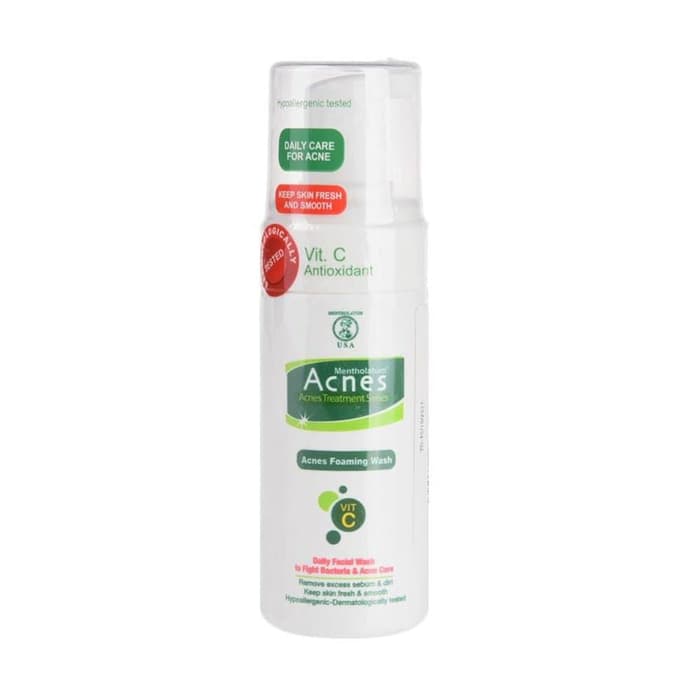 Hypoallergenic tested
DAILY CARE
FOR ACNE
KEEP SKIN FRESH
AND SMOOTH
TESTED
Vit. C
Antioxidant
MENTHOLATUM
USA
Mentholatum
Acnes
Acnes Treatment Series
Acnes Foaming Wash
VIT
C
Daily Facial Wash
to Fight Bacteria & Acne Care
Remove excess sebum & dirt
Keep skin fresh & smooth
Hypoallergenic-Dermatologically tested